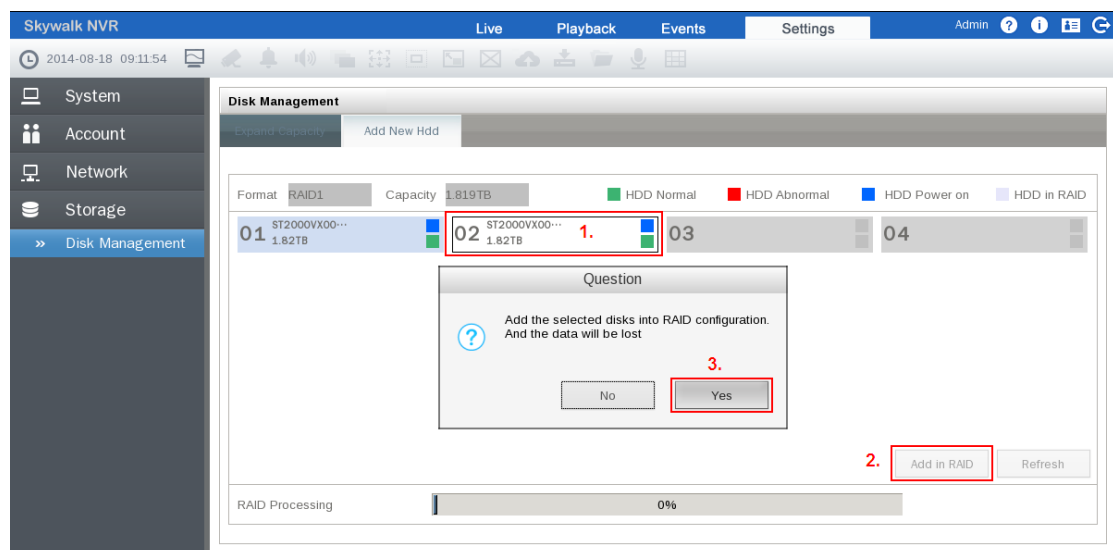 Skywalk NVR
Live Playback Events Settings Admin
2014-08-18 09:11:54
System
Account
Network
Storage
» Disk Management
Disk Management
Expand Capacity Add New Hdd
Format RAID1 Capacity 1.819TB HDD Normal HDD Abnormal HDD Power on HDD in RAID
01 ST2000VX00··· 1.82TB
02 ST2000VX00··· 1.82TB 1.
03
04
Question
Add the selected disks into RAID configuration.
And the data will be lost
3.
No Yes
2. Add in RAID Refresh
RAID Processing 0%